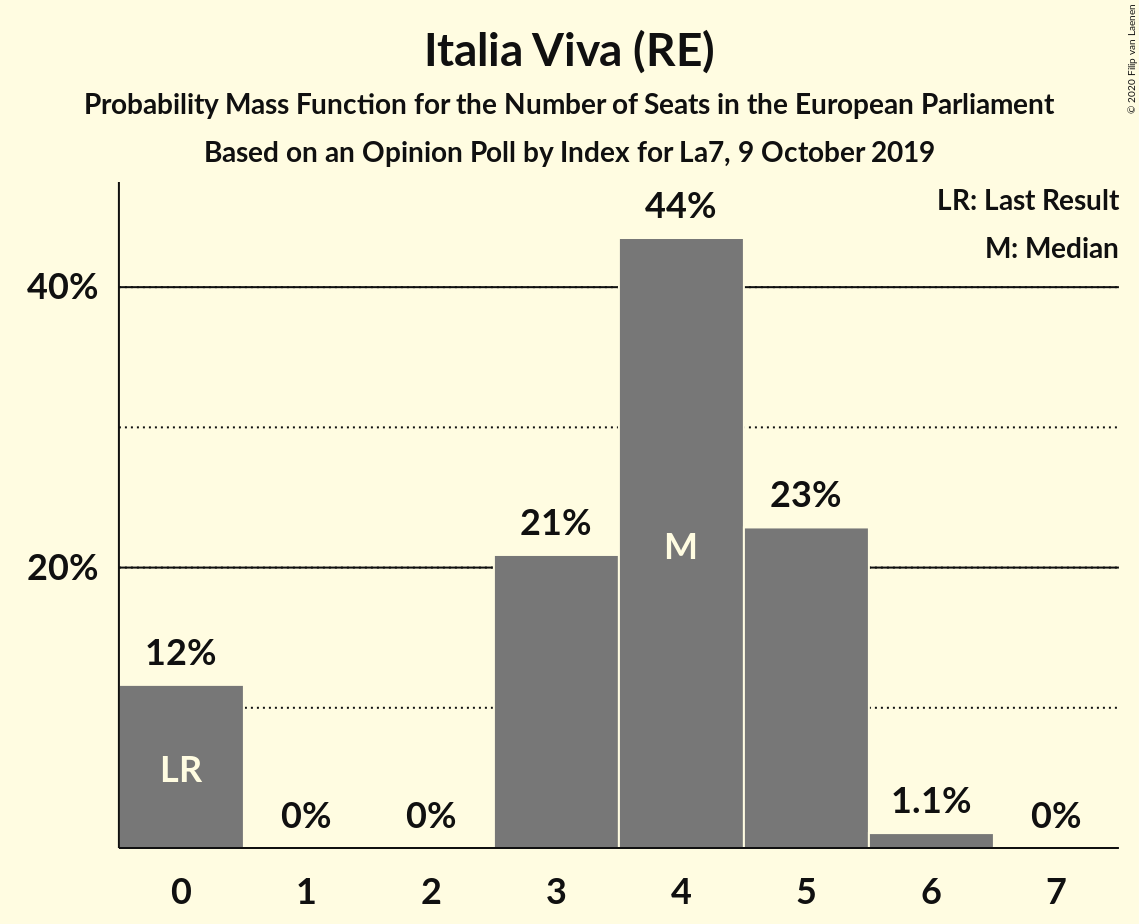 Italia Viva (RE)
Probability Mass Function for the Number of Seats in the European Parliament
Based on an Opinion Poll by Index for La7, 9 October 2019
© 2020 Filip van Laenen
LR: Last Result
M: Median
44%
40%
23%
21%
M
20%
12%
LR
0%
0%
1.1%
0%
0 1 2 3 4 5 6 7